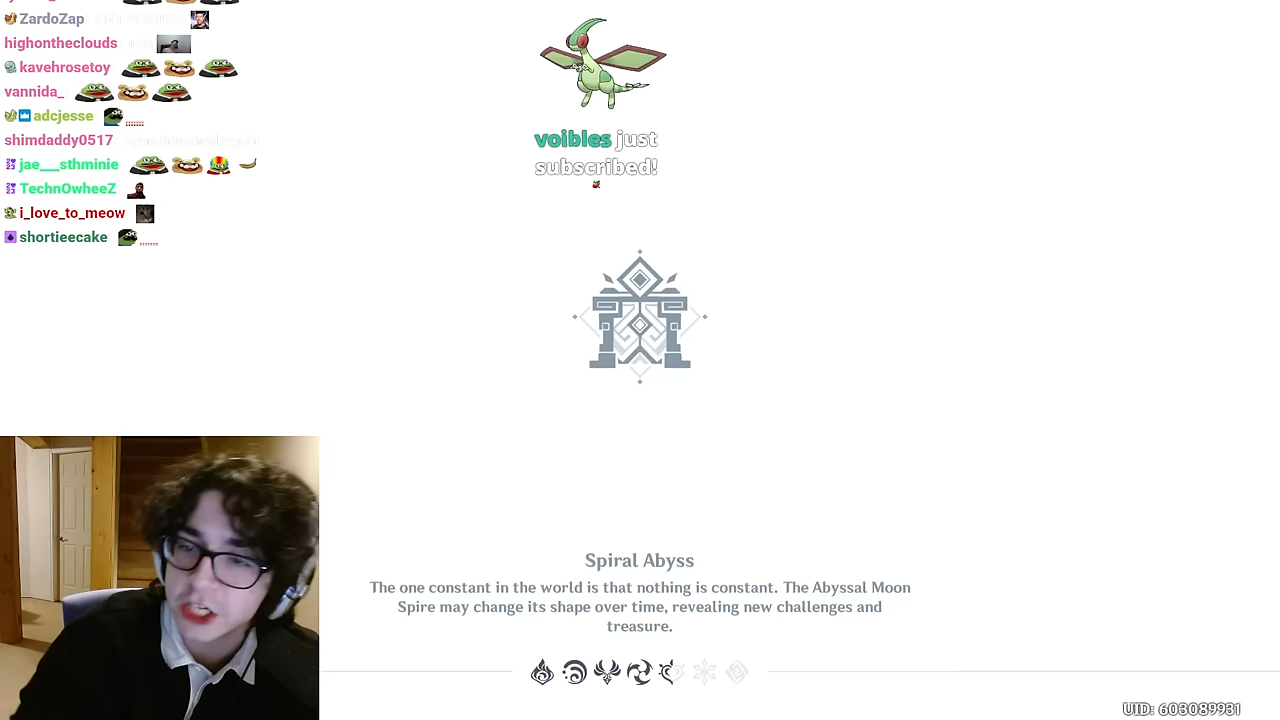 ZardoZap
highontheclouds
kavehrosetoy
vannida_
adcjesse
shimdaddy0517
jae___sthminie
TechnOwheeZ
i_love_to_meow
shortieecake
voibles just
subscribed!
Spiral Abyss
The one constant in the world is that nothing is constant. The Abyssal Moon
Spire may change its shape over time, revealing new challenges and
treasure.
UID: 603089931